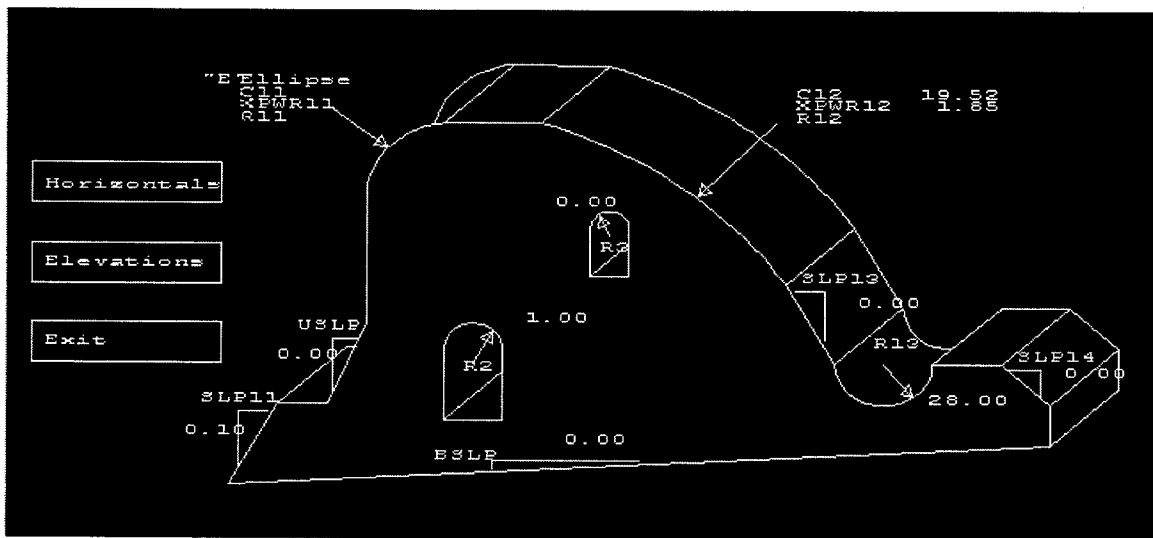 "E"Ellipse
C11
XPWR11
R11
C12 19.52
XPWR12 1.85
R12
Horizontals
0.00
R3
Elevations
SLP13
0.00
USLP
1.00
Exit
0.00
R2
R13
SLP14
0.00
SLP11
28.00
0.10
0.00
BSLP